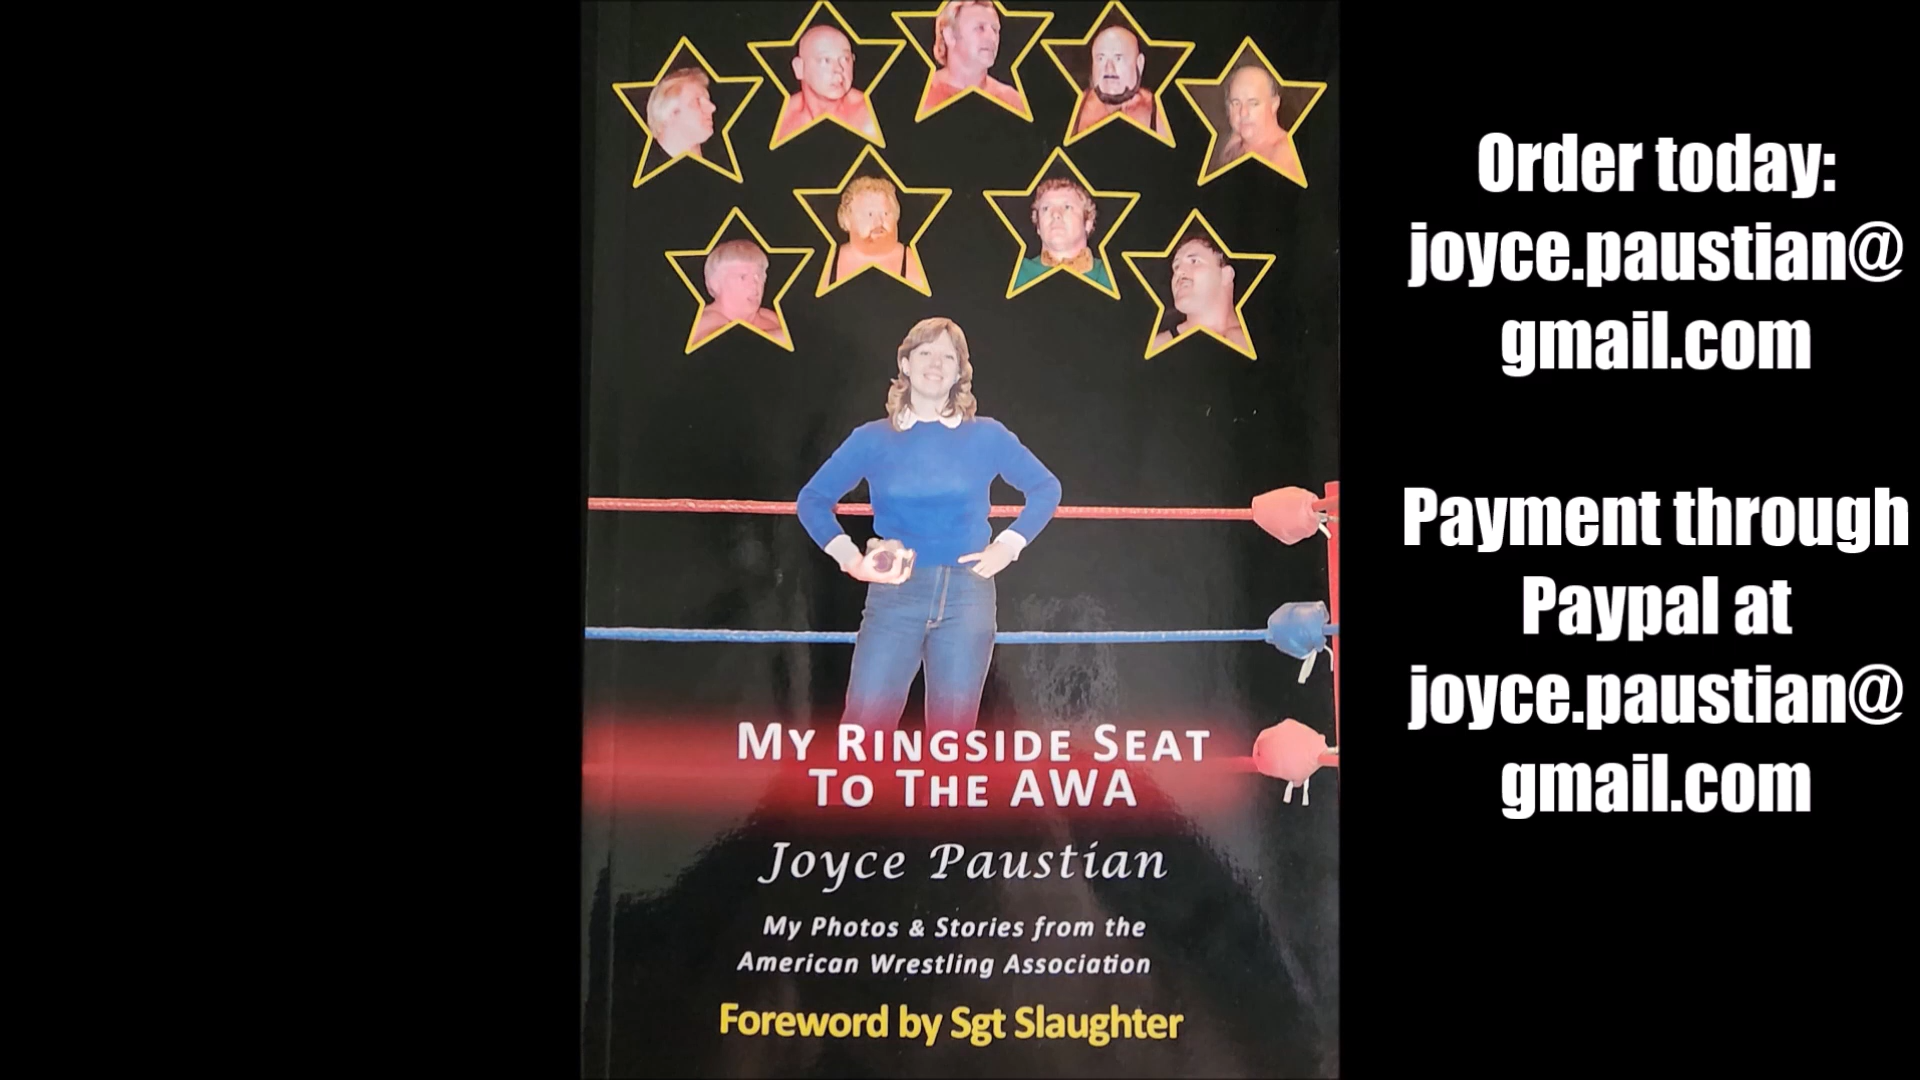 My Ringside Seat
To The AWA
Joyce Paustian
My Photos & Stories from the
American Wrestling Association
Foreword by Sgt Slaughter
Order today:
joyce.paustian@
gmail.com
Payment through
Paypal at
joyce.paustian@
gmail.com